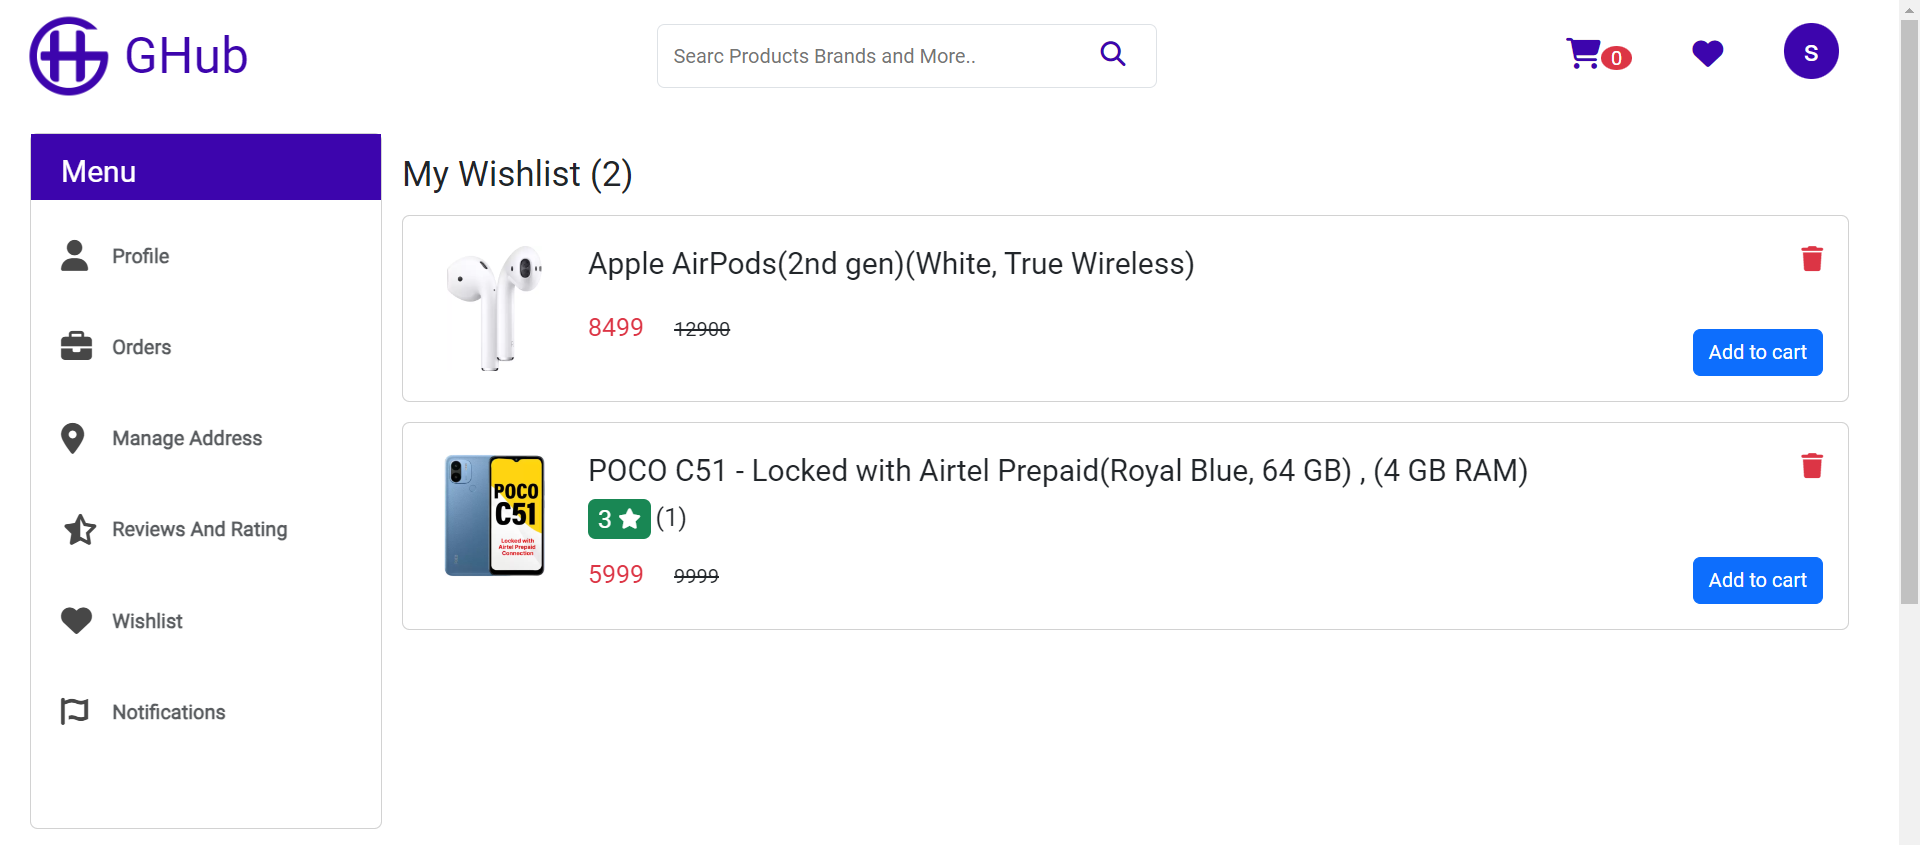 GHub
Searc Products Brands and More..
0
S
Menu
Profile
Orders
Manage Address
Reviews And Rating
Wishlist
Notifications
My Wishlist (2)
Apple AirPods(2nd gen)(White, True Wireless)
8499 12900
Add to cart
POCO C51 - Locked with Airtel Prepaid(Royal Blue, 64 GB) , (4 GB RAM)
3 (1)
5999 9999
Add to cart
POCO
C51
Locked with
Airtel Prepaid
Connection